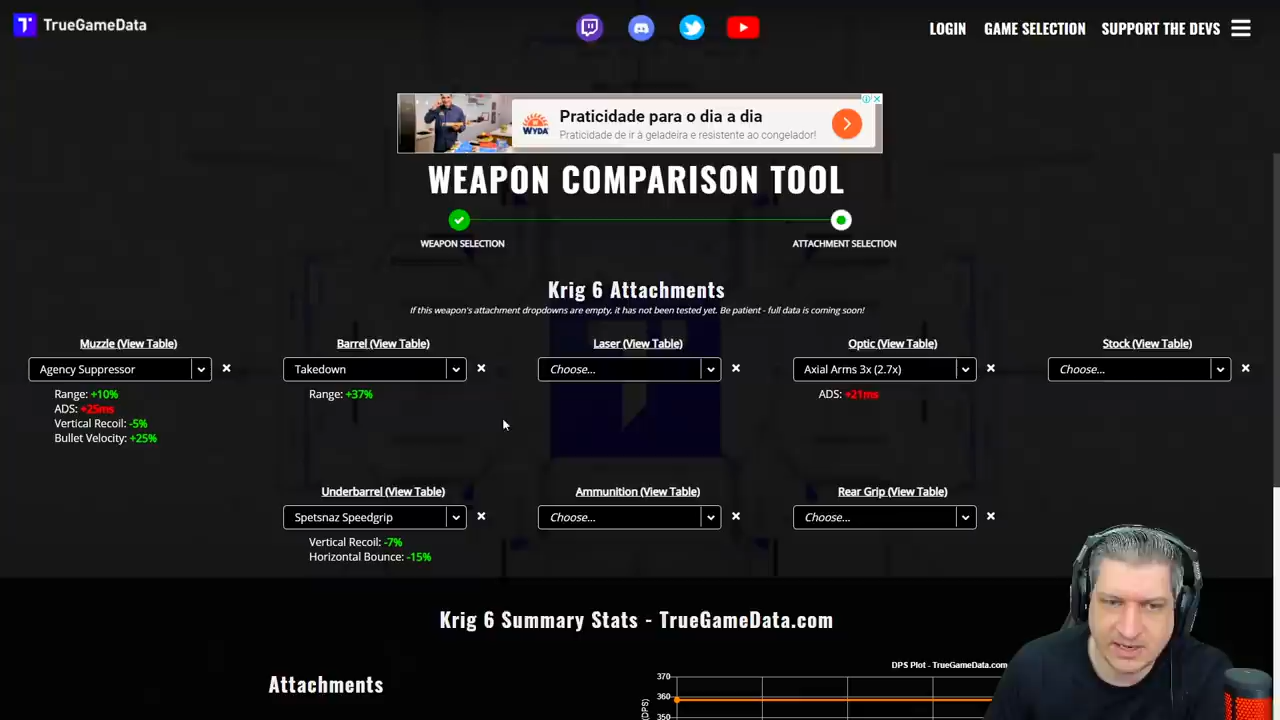 TrueGameData
LOGIN
GAME SELECTION
SUPPORT THE DEVS
Praticidade para o dia a dia
WYDA
Praticidade de ir à geladeira e resistente ao congelador!
WEAPON COMPARISON TOOL
WEAPON SELECTION
ATTACHMENT SELECTION
Krig 6 Attachments
If this weapon's attachment dropdowns are empty, it has not been tested yet. Be patient - full data is coming soon!
Muzzle (View Table)
Agency Suppressor
Range: +10%
ADS: +25ms
Vertical Recoil: -5%
Bullet Velocity: +25%
Barrel (View Table)
Takedown
Range: +37%
Laser (View Table)
Choose...
Optic (View Table)
Axial Arms 3x (2.7x)
ADS: +21ms
Stock (View Table)
Choose...
Underbarrel (View Table)
Spetsnaz Speedgrip
Vertical Recoil: -7%
Horizontal Bounce: -15%
Ammunition (View Table)
Choose...
Rear Grip (View Table)
Choose...
Krig 6 Summary Stats - TrueGameData.com
Attachments
DPS Plot - TrueGameData.com
370
360
350
(DPS)